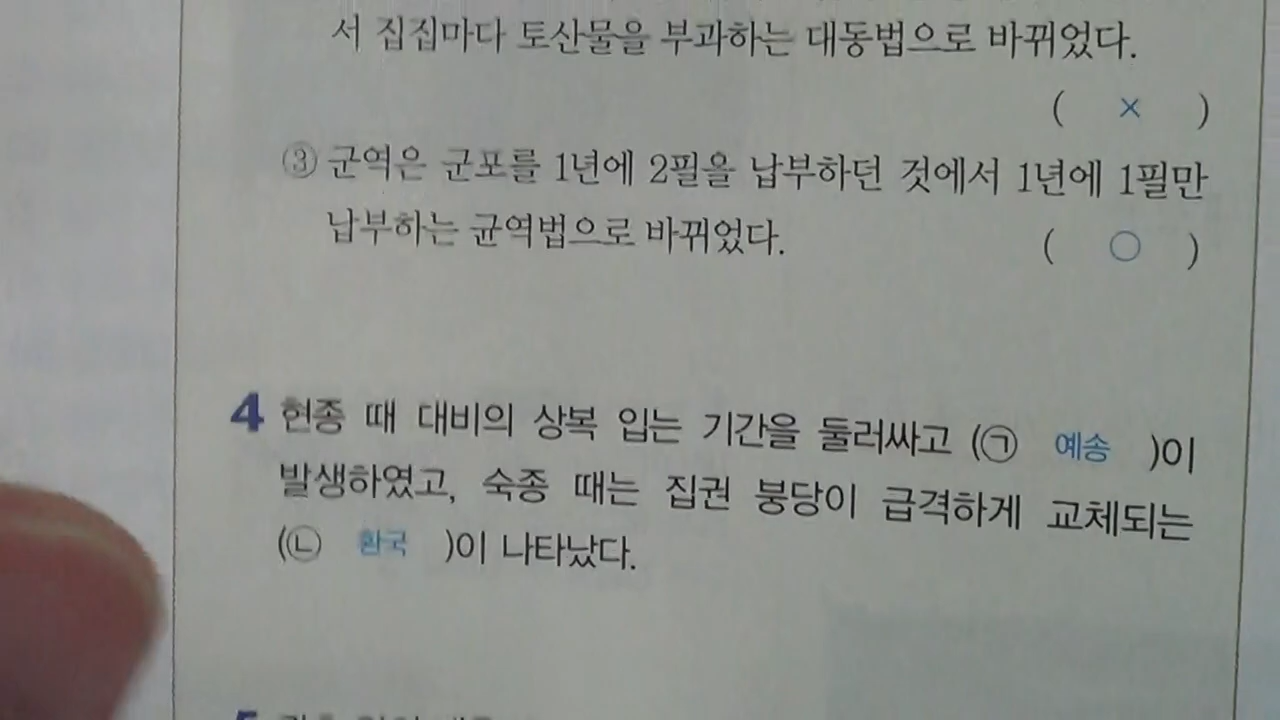 서 집집마다 토산물을 부과하는 대동법으로 바뀌었다.
( × )
③ 군역은 군포를 1년에 2필을 납부하던 것에서 1년에 1필만
납부하는 균역법으로 바뀌었다. ( ○ )
4 현종 때 대비의 상복 입는 기간을 둘러싸고 (㉠ 예송 )이
발생하였고, 숙종 때는 집권 붕당이 급격하게 교체되는
(㉡ 환국 )이 나타났다.
5